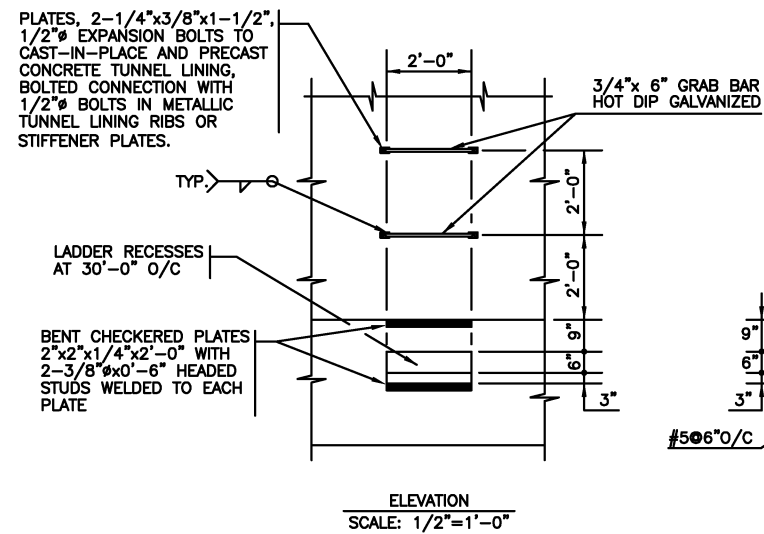 PLATES, 2-1/4"x3/8"x1-1/2",
1/2"ø EXPANSION BOLTS TO
CAST-IN-PLACE AND PRECAST
CONCRETE TUNNEL LINING,
BOLTED CONNECTION WITH
1/2"ø BOLTS IN METALLIC
TUNNEL LINING RIBS OR
STIFFENER PLATES.
2'-0"
3/4"x 6" GRAB BAR
HOT DIP GALVANIZED
TYP.
2'-0"
LADDER RECESSES
AT 30'-0" O/C
2'-0"
BENT CHECKERED PLATES
2"x2"x1/4"x2'-0" WITH
2-3/8"øx0'-6" HEADED
STUDS WELDED TO EACH
PLATE
9"
6"
3"
9"
6"
3"
#5@6"O/C
ELEVATION
SCALE: 1/2"=1'-0"